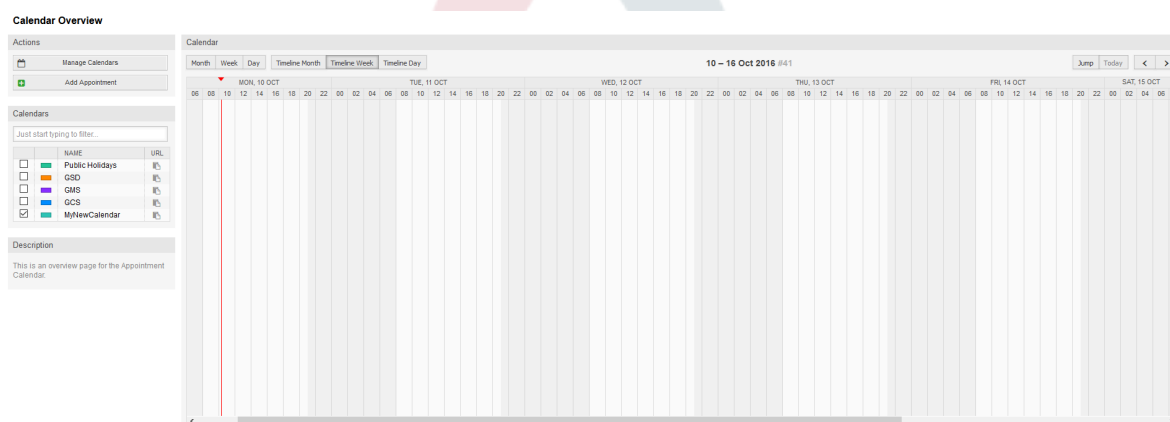 Calendar Overview
Actions
Manage Calendars
Add Appointment
Calendars
Just start typing to filter...
NAME URL
Public Holidays
GSD
GMS
GCS
MyNewCalendar
Description
This is an overview page for the Appointment
Calendar.
Calendar
Month Week Day Timeline Month Timeline Week Timeline Day 10 – 16 Oct 2016 #41 Jump Today < >
MON, 10 OCT TUE, 11 OCT WED, 12 OCT THU, 13 OCT FRI, 14 OCT SAT, 15 OCT
06 08 10 12 14 16 18 20 22 00 02 04 06 08 10 12 14 16 18 20 22 00 02 04 06 08 10 12 14 16 18 20 22 00 02 04 06 08 10 12 14 16 18 20 22 00 02 04 06 08 10 12 14 16 18 20 22 00 02 04 06